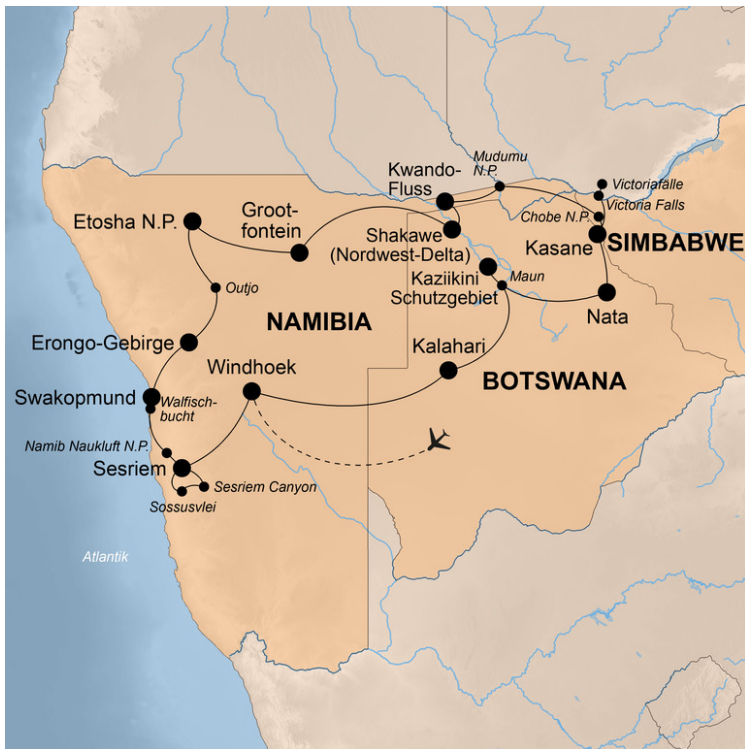 Mudumu
N.P.
Kwando-
Fluss
Victoriafälle
Victoria Falls
Etosha N.P.
Groot-
fontein
Chobe N.P.
Shakawe
(Nordwest-Delta)
Kasane
SIMBABWE
Kaziikini
Schutzgebiet
Maun
Outjo
NAMIBIA
Nata
Erongo-Gebirge
Windhoek
Kalahari
BOTSWANA
Swakopmund
Walfisch-
bucht
Namib Naukluft N.P.
Sesriem
Sesriem Canyon
Sossusvlei
Atlantik